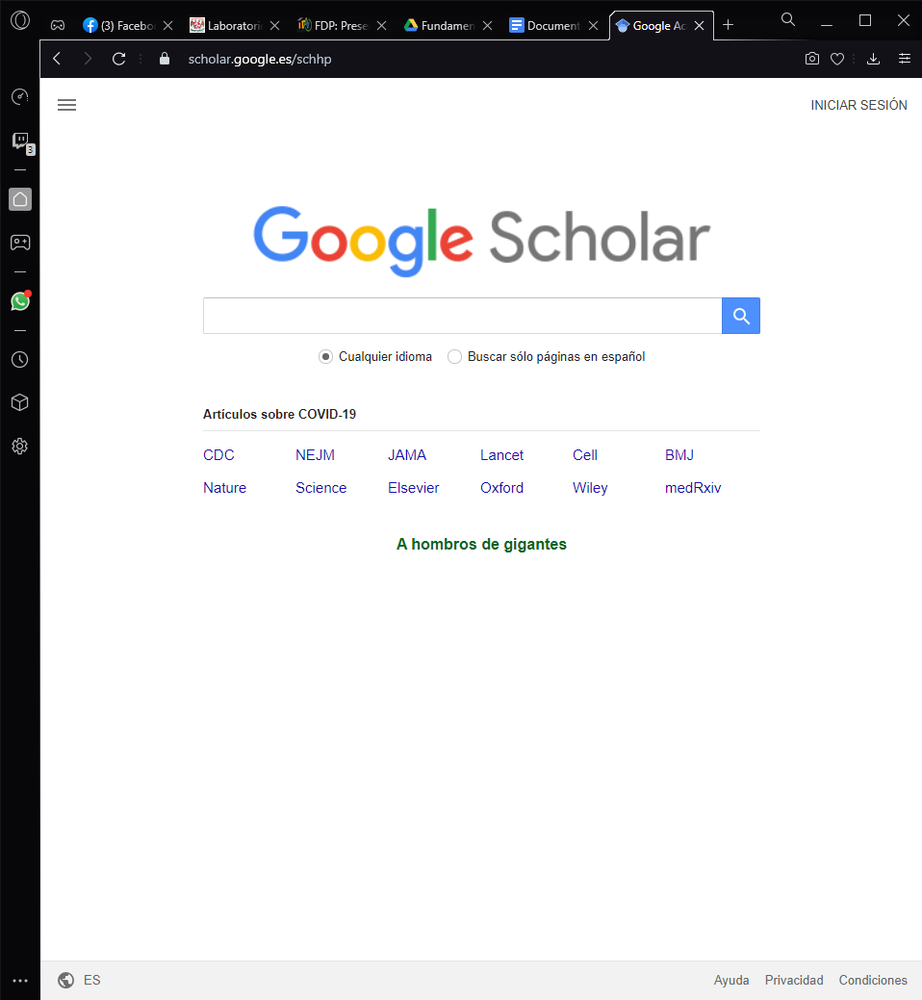 (3) Facebo Laboratorio FDP: Prese Fundamen Document Google Ac
scholar.google.es/schhp
INICIAR SESIÓN
3
Google Scholar
Cualquier idioma Buscar sólo páginas en español
Artículos sobre COVID-19
CDC NEJM JAMA Lancet Cell BMJ
Nature Science Elsevier Oxford Wiley medRxiv
A hombros de gigantes
ES Ayuda Privacidad Condiciones